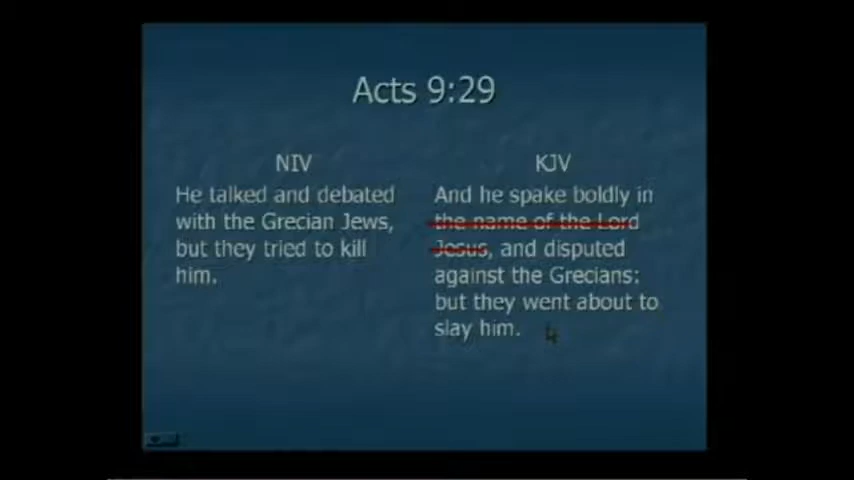 Acts 9:29
NIV
He talked and debated
with the Grecian Jews,
but they tried to kill
him.
KJV
And he spake boldly in
the name of the Lord
Jesus, and disputed
against the Grecians:
but they went about to
slay him.